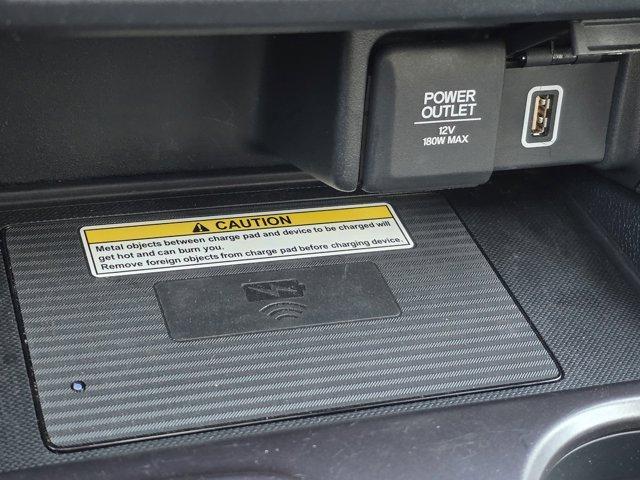 POWER
OUTLET
12V
180W MAX
CAUTION
Metal objects between charge pad and device to be charged will
get hot and can burn you.
Remove foreign objects from charge pad before charging device.